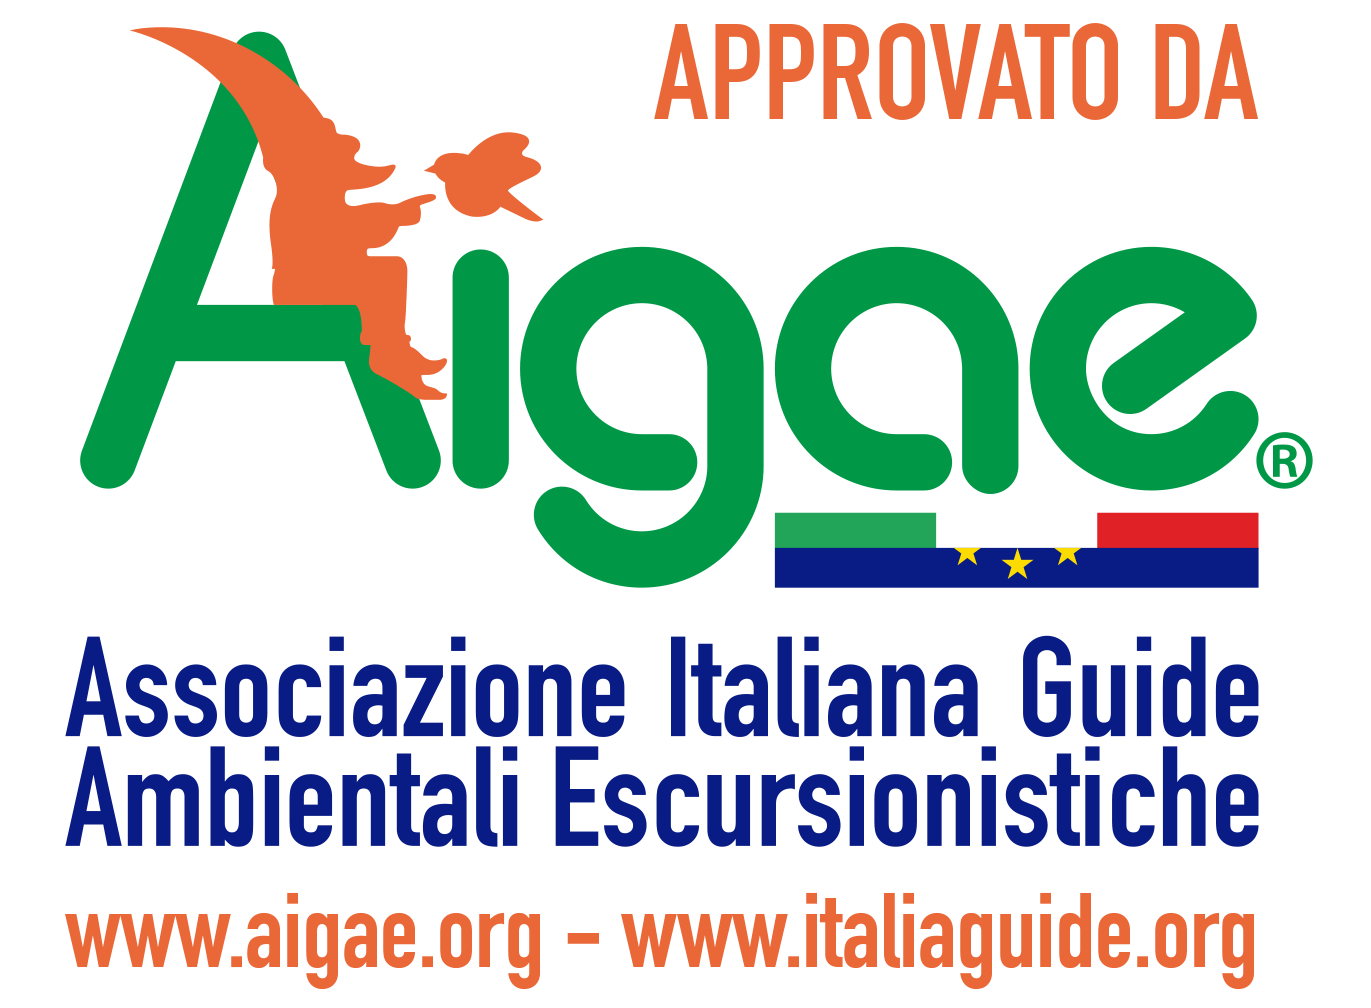 APPROVATO DA
Aigae®
Associazione Italiana Guide
Ambientali Escursionistiche
www.aigae.org - www.italiaguide.org